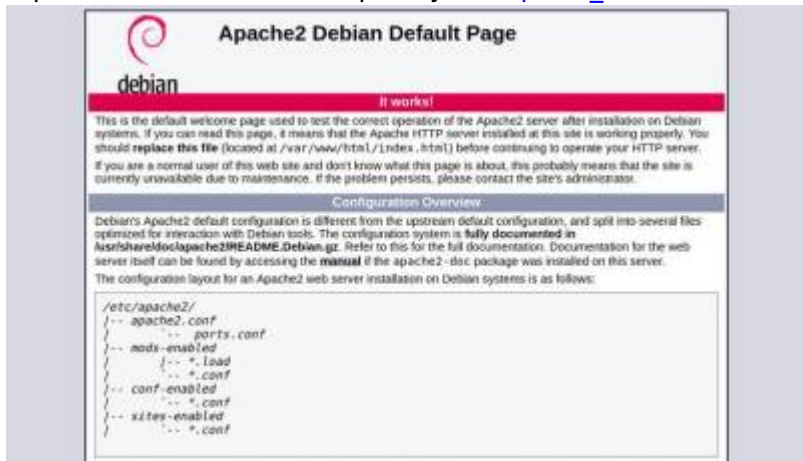 Apache2 Debian Default Page
debian
It works!
This is the default welcome page used to test the correct operation of the Apache2 server after installation on Debian
systems. If you can read this page, it means that the Apache HTTP server installed at this site is working properly. You
should replace this file (located at /var/www/html/index.html) before continuing to operate your HTTP server.
If you are a normal user of this web site and don't know what this page is about, this probably means that the site is
currently unavailable due to maintenance. If the problem persists, please contact the site's administrator.
Configuration Overview
Debian's Apache2 default configuration is different from the upstream default configuration, and split into several files
optimized for interaction with Debian tools. The configuration system is fully documented in
/usr/share/doc/apache2/README.Debian.gz. Refer to this for the full documentation. Documentation for the web
server itself can be found by accessing the manual if the apache2-doc package was installed on this server.
The configuration layout for an Apache2 web server installation on Debian systems is as follows:
/etc/apache2/
|-- apache2.conf
|       `--  ports.conf
|-- mods-enabled
|       |-- *.load
|       `-- *.conf
|-- conf-enabled
|       `-- *.conf
|-- sites-enabled
|       `-- *.conf